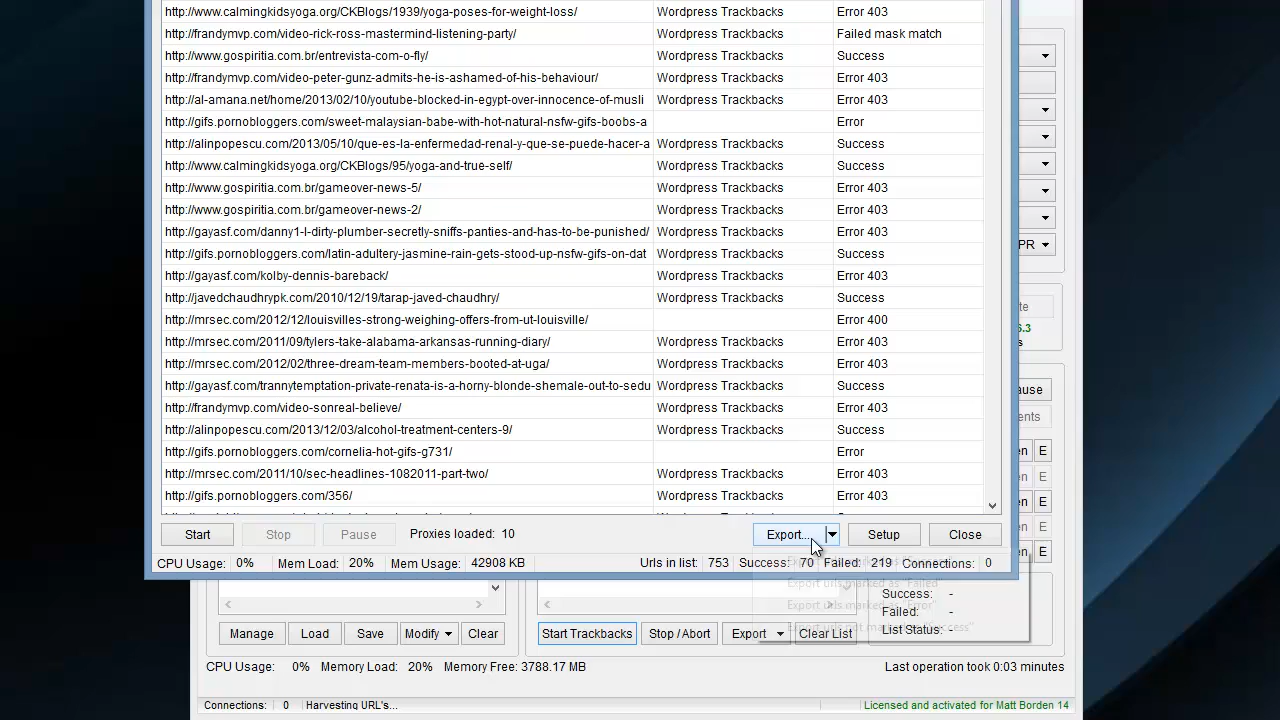 http://www.calmingkidsyoga.org/CKBlogs/1939/yoga-poses-for-weight-loss/ Wordpress Trackbacks Error 403
http://frandymvp.com/video-rick-ross-mastermind-listening-party/ Wordpress Trackbacks Failed mask match
http://www.gospiritia.com.br/entrevista-com-o-fly/ Wordpress Trackbacks Success
http://frandymvp.com/video-peter-gunz-admits-he-is-ashamed-of-his-behaviour/ Wordpress Trackbacks Error 403
http://al-amana.net/home/2013/02/10/youtube-blocked-in-egypt-over-innocence-of-musli Wordpress Trackbacks Error 403
http://gifs.pornobloggers.com/sweet-malaysian-babe-with-hot-natural-nsfw-gifs-boobs-a Error
http://alinpopescu.com/2013/05/10/que-es-la-enfermedad-renal-y-que-se-puede-hacer-a Wordpress Trackbacks Success
http://www.calmingkidsyoga.org/CKBlogs/95/yoga-and-true-self/ Wordpress Trackbacks Success
http://www.gospiritia.com.br/gameover-news-5/ Wordpress Trackbacks Error 403
http://www.gospiritia.com.br/gameover-news-2/ Wordpress Trackbacks Error 403
http://gayasf.com/danny1-l-dirty-plumber-secretly-sniffs-panties-and-has-to-be-punished/ Wordpress Trackbacks Error 403
http://gifs.pornobloggers.com/latin-adultery-jasmine-rain-gets-stood-up-nsfw-gifs-on-dat Wordpress Trackbacks Success
http://gayasf.com/kolby-dennis-bareback/ Wordpress Trackbacks Error 403
http://javedchaudhrypk.com/2010/12/19/tarap-javed-chaudhry/ Wordpress Trackbacks Success
http://mrsec.com/2012/12/louisvilles-strong-weighing-offers-from-ut-louisville/ Error 400
http://mrsec.com/2011/09/tylers-take-alabama-arkansas-running-diary/ Wordpress Trackbacks Error 403
http://mrsec.com/2012/02/three-dream-team-members-booted-at-uga/ Wordpress Trackbacks Error 403
http://gayasf.com/trannytemptation-private-renata-is-a-horny-blonde-shemale-out-to-sedu Wordpress Trackbacks Success
http://frandymvp.com/video-sonreal-believe/ Wordpress Trackbacks Error 403
http://alinpopescu.com/2013/12/03/alcohol-treatment-centers-9/ Wordpress Trackbacks Success
http://gifs.pornobloggers.com/cornelia-hot-gifs-g731/ Error
http://mrsec.com/2011/10/sec-headlines-1082011-part-two/ Wordpress Trackbacks Error 403
http://gifs.pornobloggers.com/356/ Wordpress Trackbacks Error 403
PR
te
6.3
s
ause
ents
en E
en E
en E
en E
E
Start Stop Pause Proxies loaded: 10 Export... Setup Close
CPU Usage: 0% Mem Load: 20% Mem Usage: 42908 KB Urls in list: 753 Success: 70 Failed: 219 Connections: 0
Export urls marked as "Failed"
Export urls marked as "Error"
Export urls not marked as "Success"
Success: -
Failed: -
List Status: -
Manage Load Save Modify Clear Start Trackbacks Stop / Abort Export Clear List
CPU Usage: 0% Memory Load: 20% Memory Free: 3788.17 MB Last operation took 0:03 minutes
Connections: 0 Harvesting URL's... Licensed and activated for Matt Borden 14